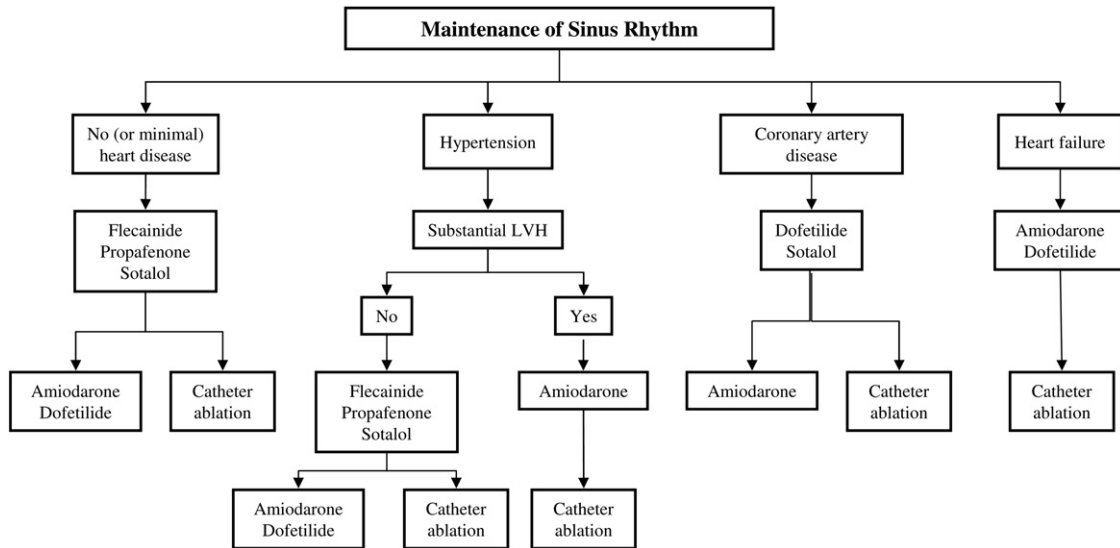 Maintenance of Sinus Rhythm
No (or minimal)
heart disease
Hypertension
Coronary artery
disease
Heart failure
Flecainide
Propafenone
Sotalol
Substantial LVH
Dofetilide
Sotalol
Amiodarone
Dofetilide
No
Yes
Amiodarone
Dofetilide
Catheter
ablation
Flecainide
Propafenone
Sotalol
Amiodarone
Amiodarone
Catheter
ablation
Catheter
ablation
Amiodarone
Dofetilide
Catheter
ablation
Catheter
ablation